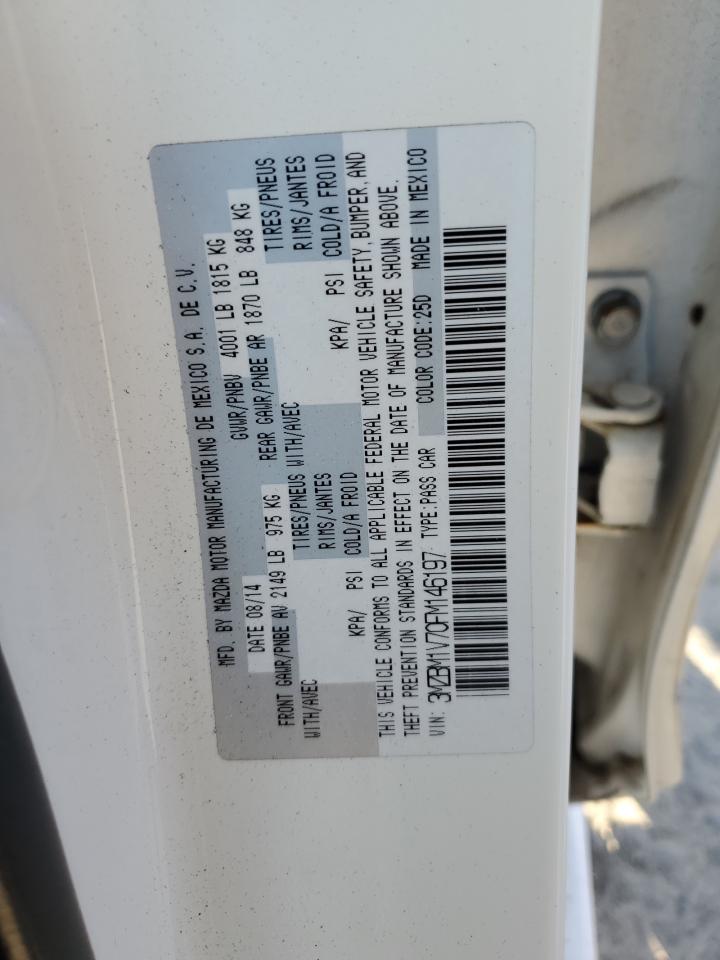 MFD. BY MAZDA MOTOR MANUFACTURING DE MEXICO S.A. DE C.V.
DATE 08/14 GVWR/PNBV 4001 LB 1815 KG
FRONT GAWR/PNBE AV 2149 LB 975 KG REAR GAWR/PNBE AR 1870 LB 848 KG
WITH/AVEC TIRES/PNEUS WITH/AVEC TIRES/PNEUS
RIMS/JANTES RIMS/JANTES
KPA/ PSI COLD/A FROID KPA/ PSI COLD/A FROID
THIS VEHICLE CONFORMS TO ALL APPLICABLE FEDERAL MOTOR VEHICLE SAFETY, BUMPER, AND
THEFT PREVENTION STANDARDS IN EFFECT ON THE DATE OF MANUFACTURE SHOWN ABOVE.
VIN: 3MZBM1V70FM146197 TYPE:PASS CAR COLOR CODE:25D MADE IN MEXICO